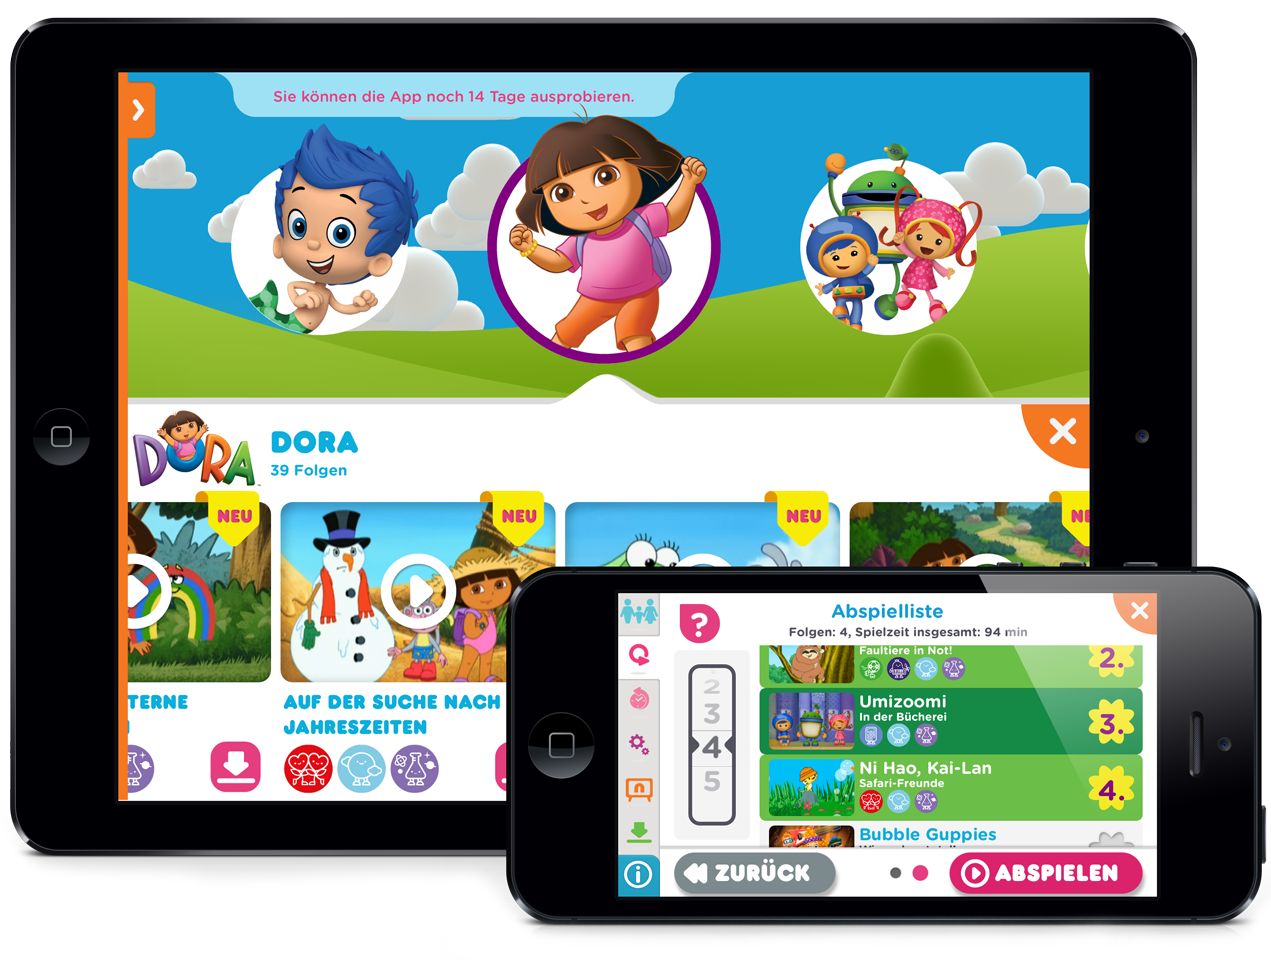 Sie können die App noch 14 Tage ausprobieren.
DORA
DORA
39 Folgen
NEU
NEU
NEU
TERNE
AUF DER SUCHE NACH
JAHRESZEITEN
?
Abspielliste
Folgen: 4, Spielzeit insgesamt: 94 min
2
3
4
5
Faultiere in Not!
2.
Umizoomi
In der Bücherei
3.
Ni Hao, Kai-Lan
Safari-Freunde
4.
Bubble Guppies
i
ZURÜCK
ABSPIELEN